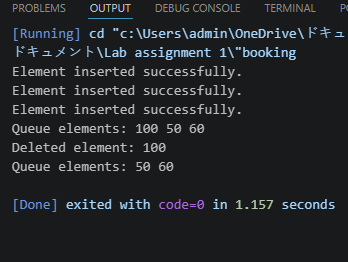 PROBLEMS OUTPUT DEBUG CONSOLE TERMINAL
[Running] cd "c:\Users\admin\OneDrive\ドキュ
ドキュメント\Lab assignment 1\"booking
Element inserted successfully.
Element inserted successfully.
Element inserted successfully.
Queue elements: 100 50 60
Deleted element: 100
Queue elements: 50 60
[Done] exited with code=0 in 1.157 seconds